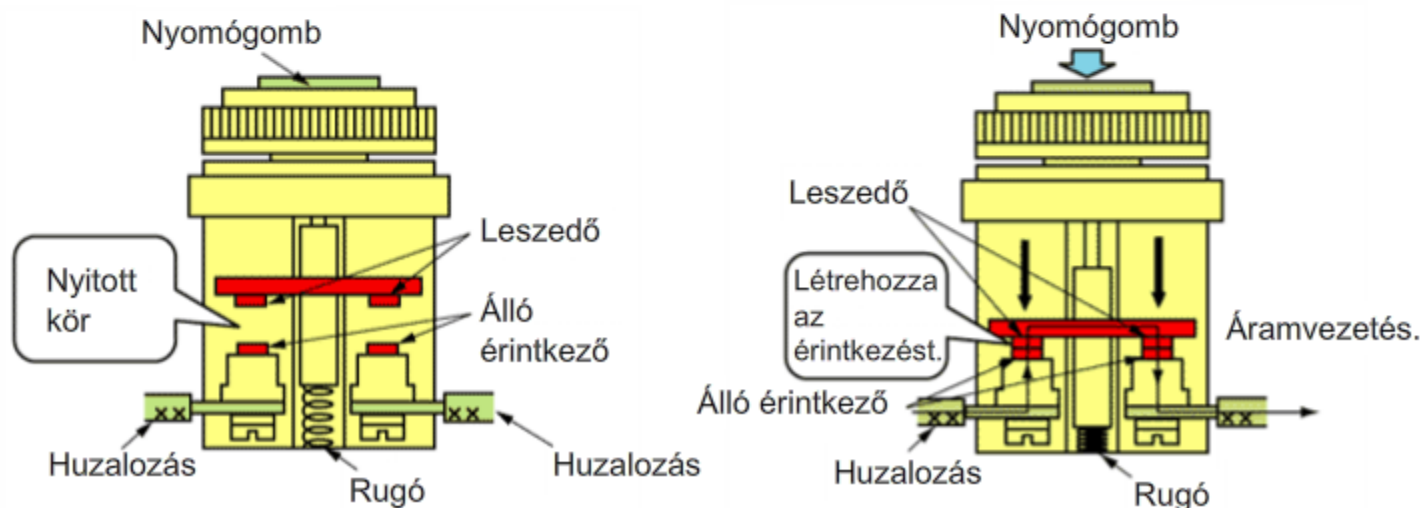 Nyomógomb
Leszedő
Nyitott
kör
Álló
érintkező
Huzalozás
Rugó
Huzalozás
Nyomógomb
Leszedő
Létrehozza
az
érintkezést.
Áramvezetés.
Álló érintkező
Huzalozás
Rugó